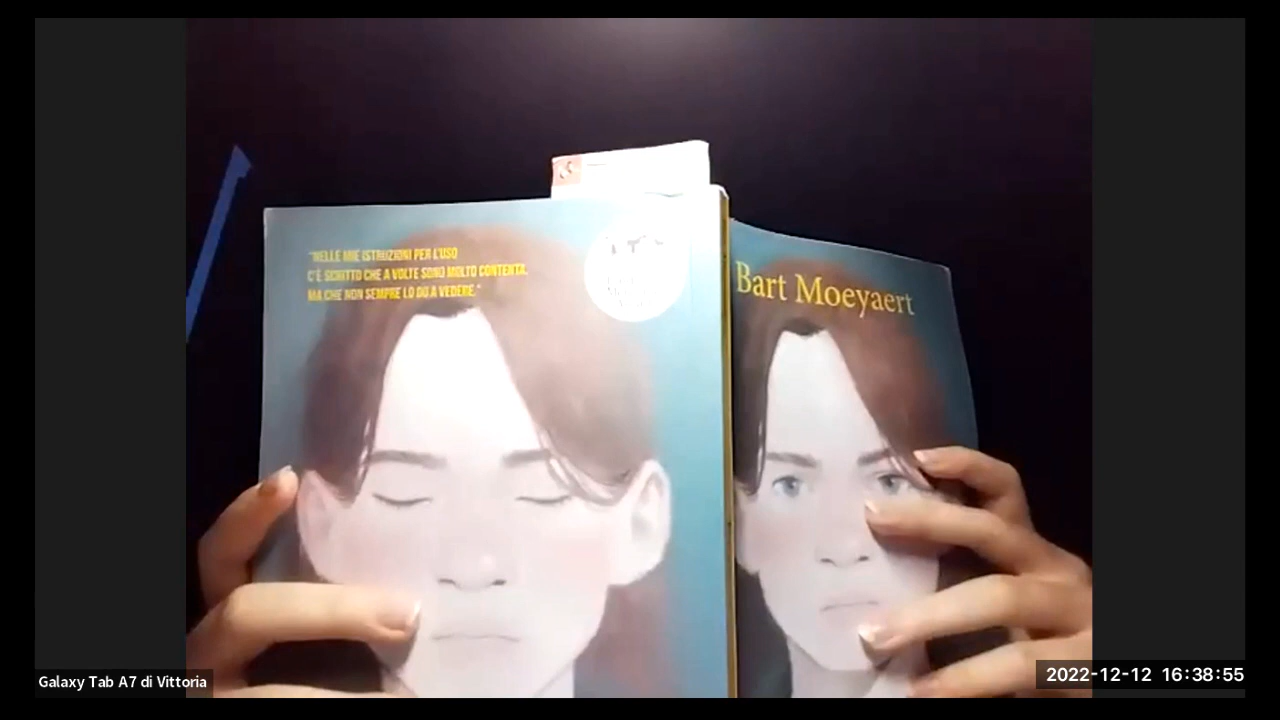 "NELLE MIE ISTRUZIONI PER L'USO
C'È SCRITTO CHE A VOLTE SONO MOLTO CONTENTA,
MA CHE NON SEMPRE LO DO A VEDERE."
Bart Moeyaert
Galaxy Tab A7 di Vittoria
2022-12-12 16:38:55